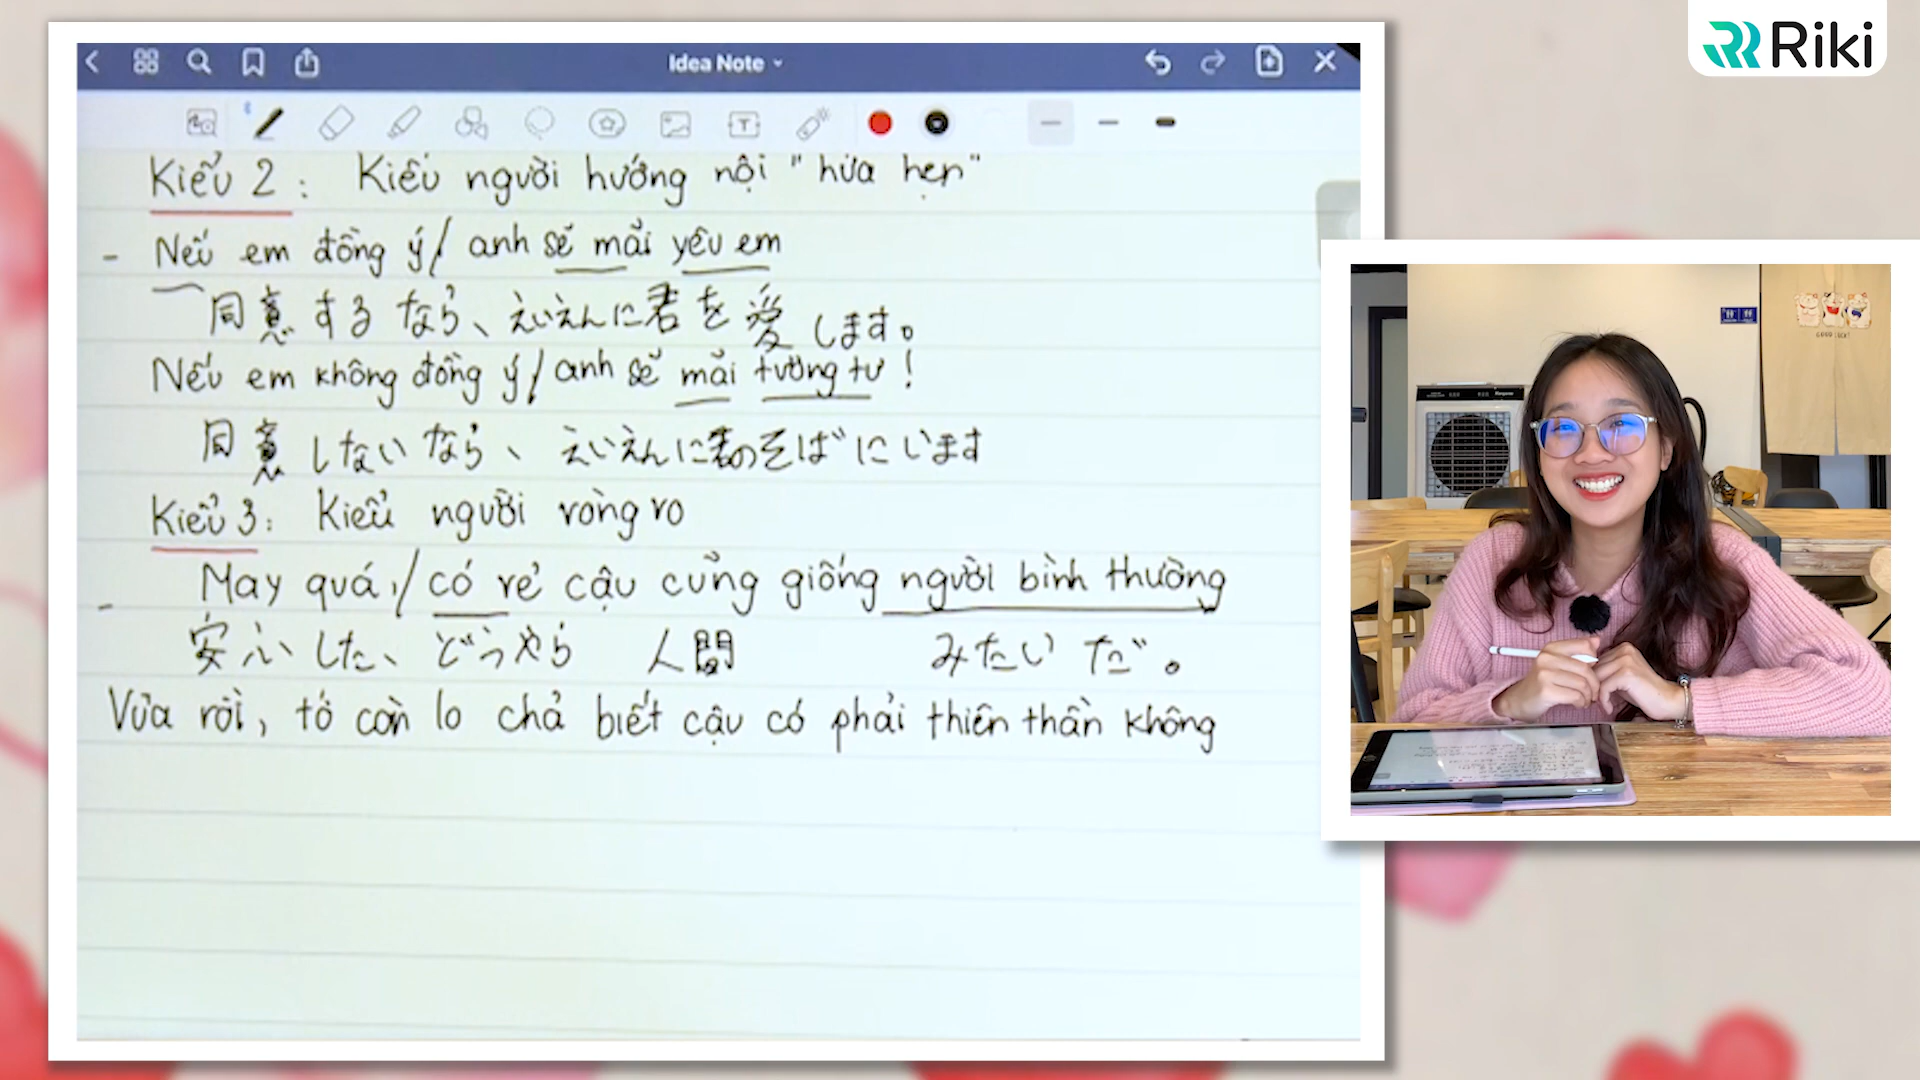 Riki
Idea Note
Kiểu 2 : Kiểu người hướng nội "hứa hẹn"
- Nếu em đồng ý/ anh sẽ mãi yêu em
同意するなら、えいえんに君を愛します。
Nếu em không đồng ý/ anh sẽ mãi tương tư !
同意しないなら、えいえんに君のそばにいます
Kiểu 3: Kiểu người ròng ro
- May quá,/ có vẻ cậu cũng giống người bình thường
安心した、どうやら 人間 みたいだ。
Vừa rồi, tớ còn lo chả biết cậu có phải thiên thần không